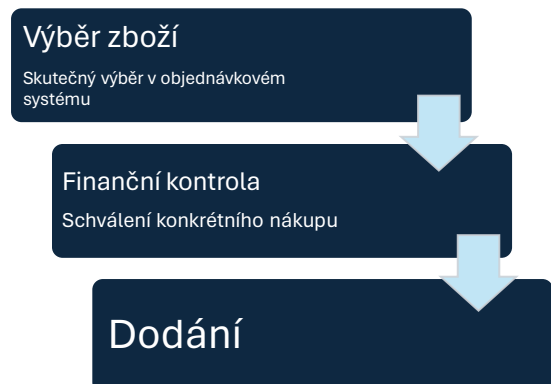 Výběr zboží
Skutečný výběr v objednávkovém
systému
Finanční kontrola
Schválení konkrétního nákupu
Dodání